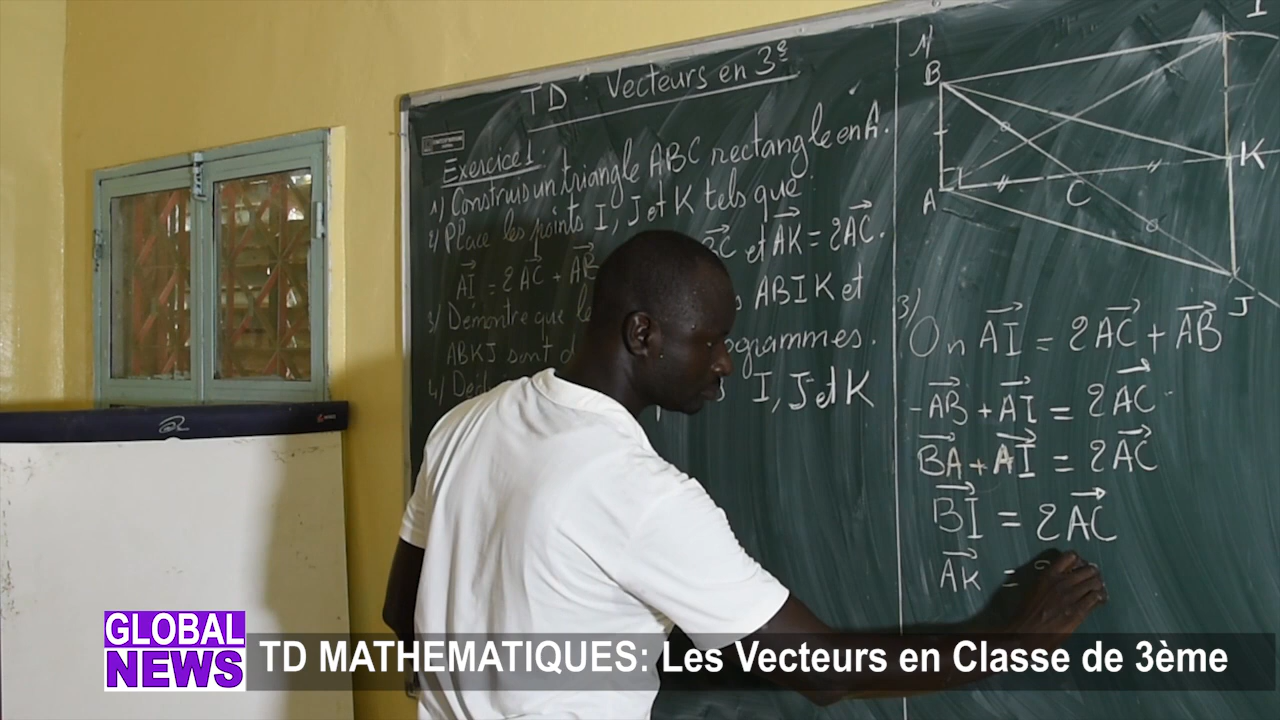 TD : Vecteurs en 3e
Exercice 1 :
1) Construis un triangle ABC rectangle en A.
2) Place les points I, J et K tels que
AI = 2AC + AB et AK = 2AC.
3) Démontre que ABIK et
ABKJ sont ogrammes.
4) I, J et K
1)
I
B
K
A
C
J
3) On AI = 2AC + AB
-AB + AI = 2AC
BA + AI = 2AC
BI = 2AC
AK =
GLOBAL
NEWS
TD MATHEMATIQUES: Les Vecteurs en Classe de 3ème